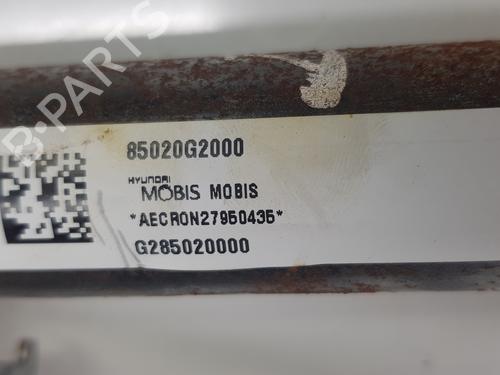 B-PARTS
85020G2000
HYUNDAI
MOBIS MOBIS
*AECRON27950435*
G285020000